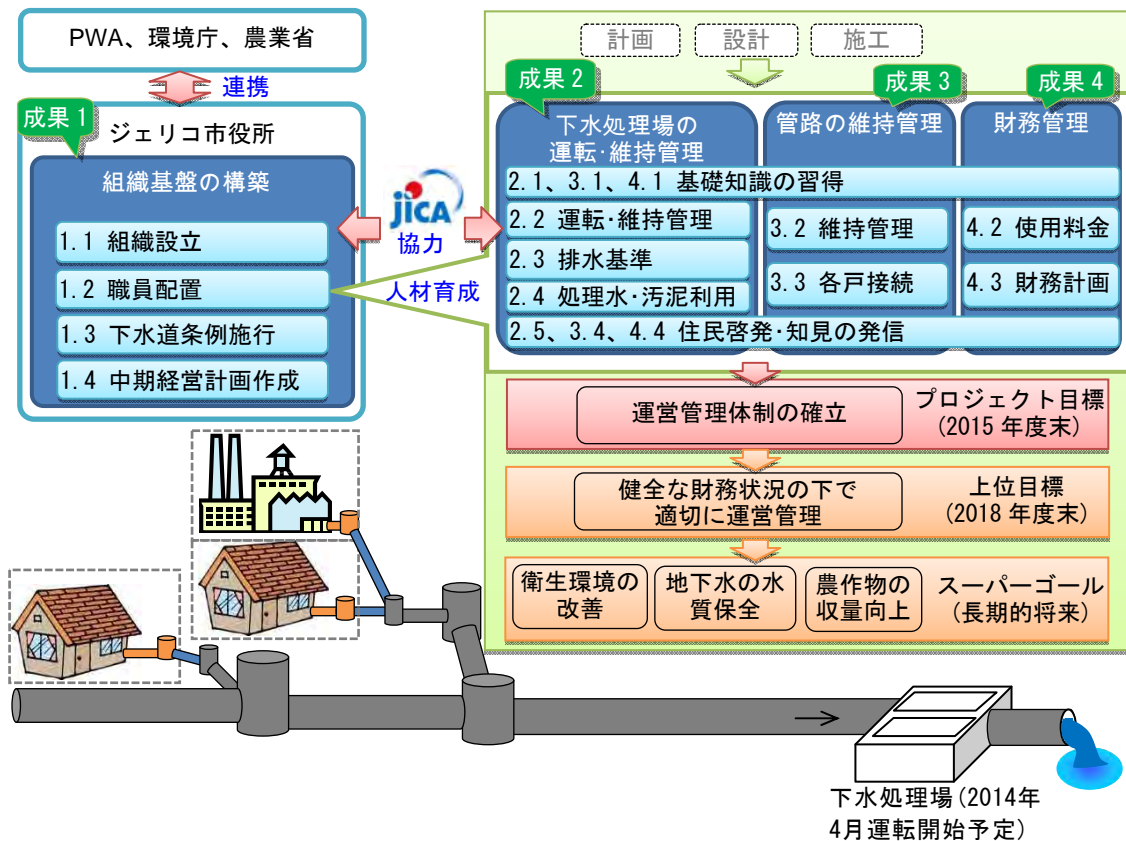 PWA、環境庁、農業省
連携
成果1
ジェリコ市役所
組織基盤の構築
1.1 組織設立
1.2 職員配置
1.3 下水道条例施行
1.4 中期経営計画作成
jICA
協力
人材育成
計画
設計
施工
成果2
下水処理場の
運転・維持管理
成果3
管路の維持管理
成果4
財務管理
2.1、3.1、4.1 基礎知識の習得
2.2 運転・維持管理
2.3 排水基準
2.4 処理水・汚泥利用
3.2 維持管理
3.3 各戸接続
4.2 使用料金
4.3 財務計画
2.5、3.4、4.4 住民啓発・知見の発信
運営管理体制の確立
プロジェクト目標
(2015 年度末)
健全な財務状況の下で
適切に運営管理
上位目標
(2018 年度末)
衛生環境の
改善
地下水の水
質保全
農作物の
収量向上
スーパーゴール
(長期的将来)
下水処理場(2014年
4月運転開始予定)